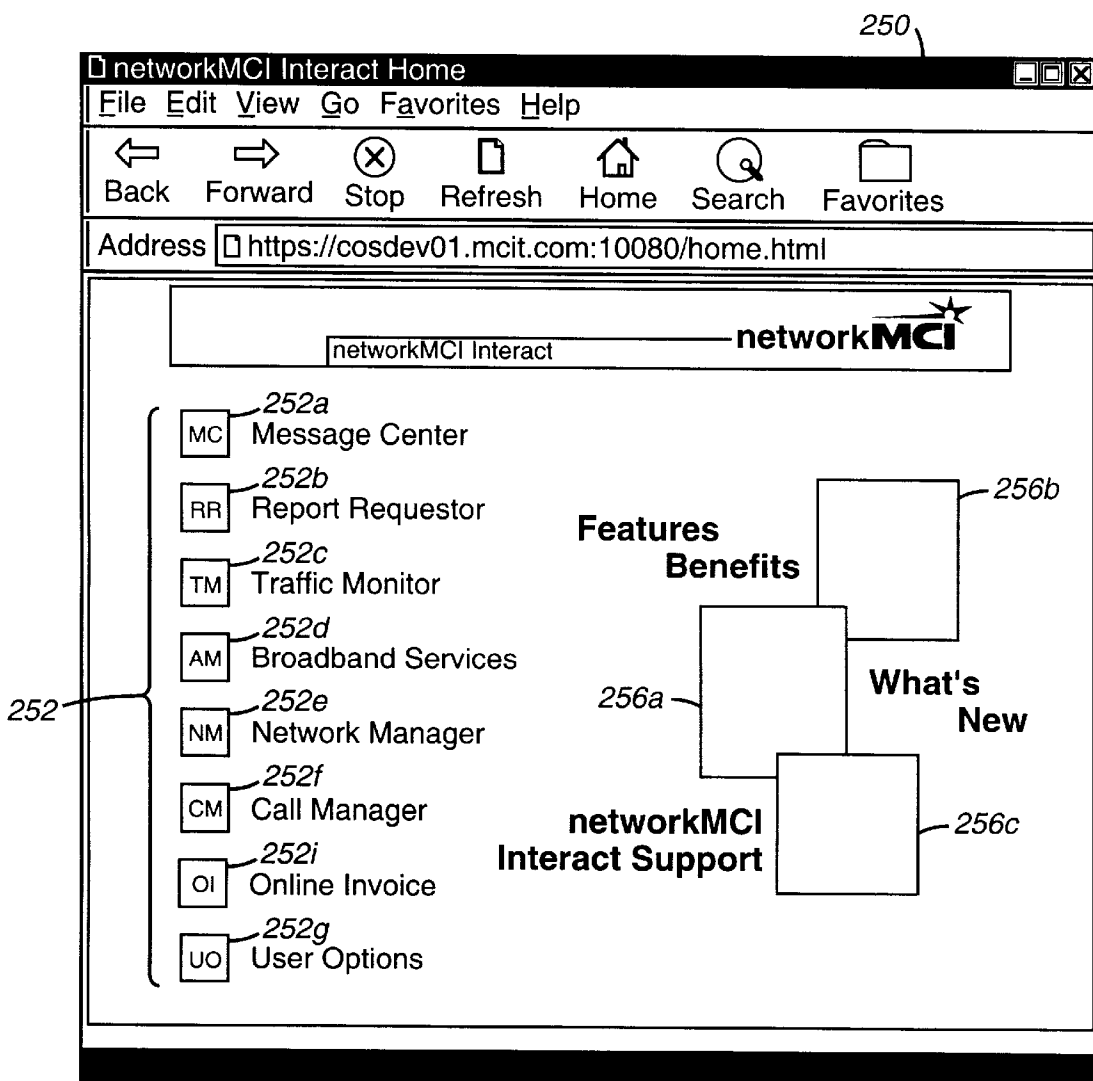 250
networkMCI Interact Home
File Edit View Go Favorites Help
Back Forward Stop Refresh Home Search Favorites
Address https://cosdev01.mcit.com:10080/home.html
networkMCI Interact
networkMCI
252
252a
MC Message Center
252b
RR Report Requestor
252c
TM Traffic Monitor
252d
AM Broadband Services
252e
NM Network Manager
252f
CM Call Manager
252i
OI Online Invoice
252g
UO User Options
256b
Features
Benefits
256a
What's
New
networkMCI
Interact Support
256c